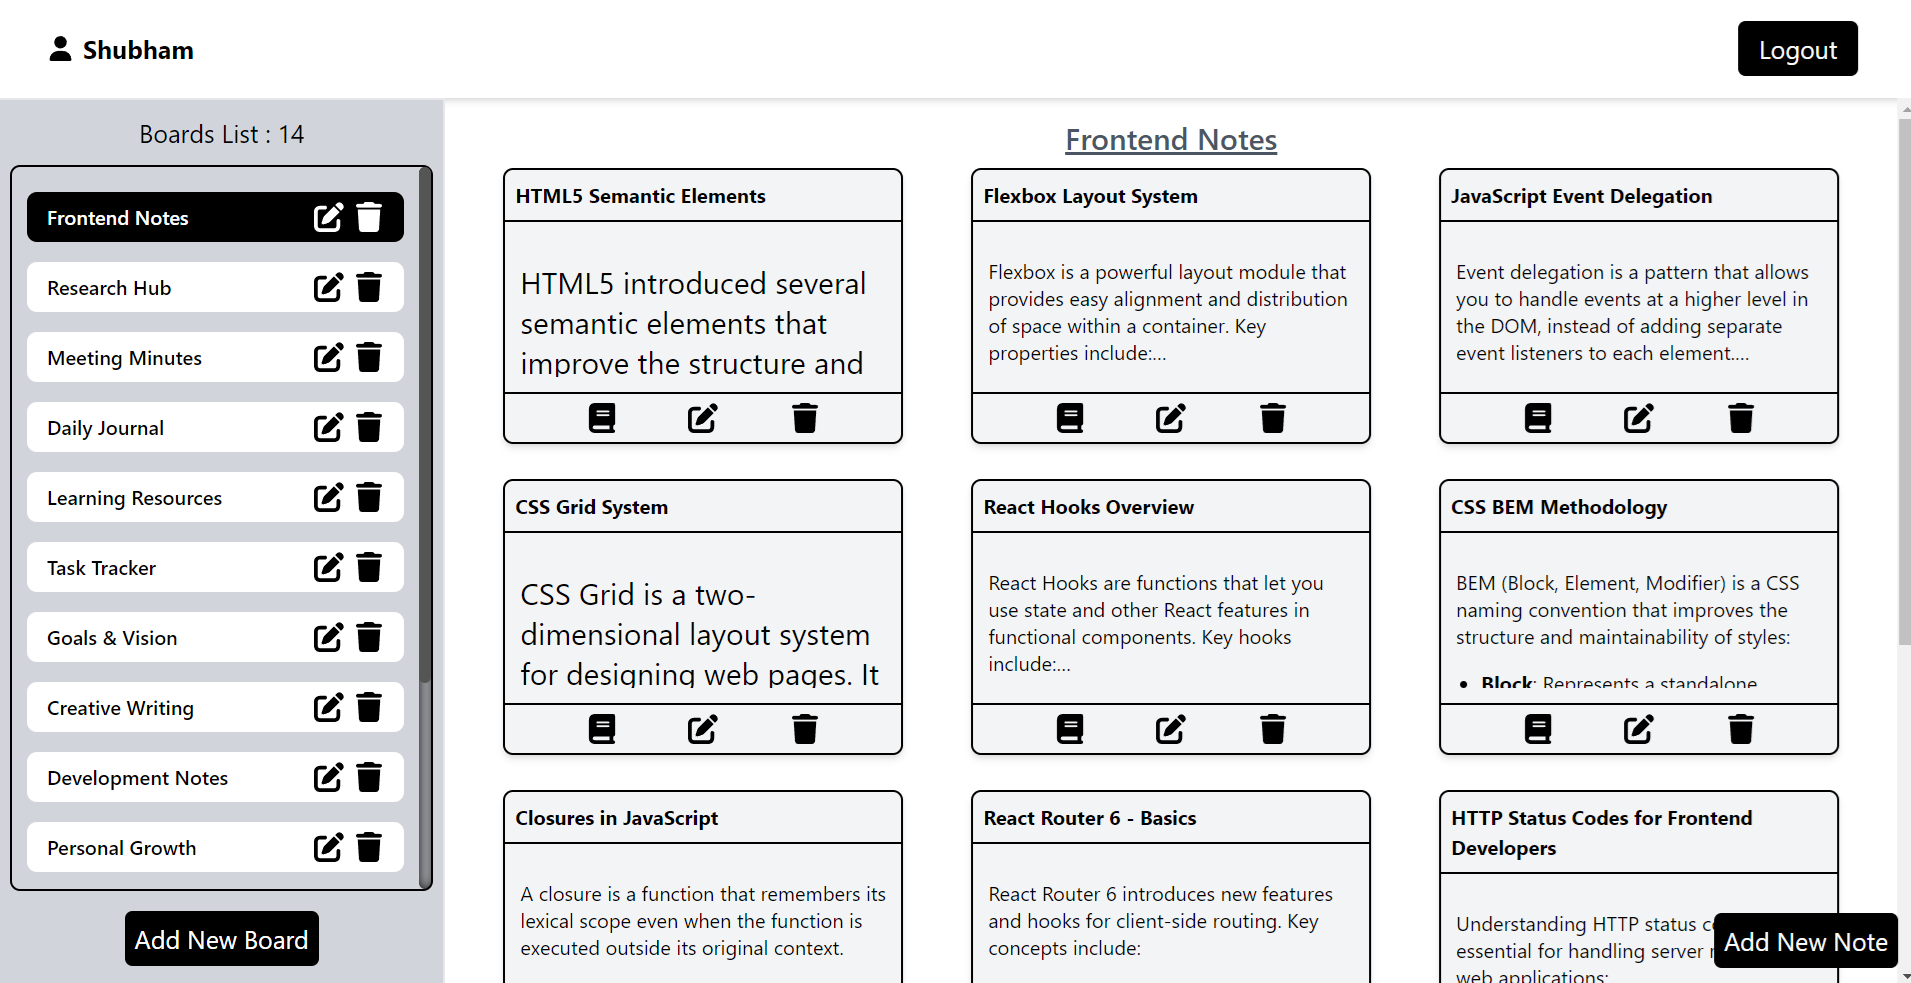 Shubham
Logout
Boards List : 14
Frontend Notes
Research Hub
Meeting Minutes
Daily Journal
Learning Resources
Task Tracker
Goals & Vision
Creative Writing
Development Notes
Personal Growth
Add New Board
Frontend Notes
HTML5 Semantic Elements
HTML5 introduced several
semantic elements that
improve the structure and
Flexbox Layout System
Flexbox is a powerful layout module that
provides easy alignment and distribution
of space within a container. Key
properties include:...
JavaScript Event Delegation
Event delegation is a pattern that allows
you to handle events at a higher level in
the DOM, instead of adding separate
event listeners to each element....
CSS Grid System
CSS Grid is a two-
dimensional layout system
for designing web pages. It
React Hooks Overview
React Hooks are functions that let you
use state and other React features in
functional components. Key hooks
include:...
CSS BEM Methodology
BEM (Block, Element, Modifier) is a CSS
naming convention that improves the
structure and maintainability of styles:
• Block: Represents a standalone
Closures in JavaScript
A closure is a function that remembers its
lexical scope even when the function is
executed outside its original context.
React Router 6 - Basics
React Router 6 introduces new features
and hooks for client-side routing. Key
concepts include:
HTTP Status Codes for Frontend
Developers
Understanding HTTP status
essential for handling server
web applications:
Add New Note